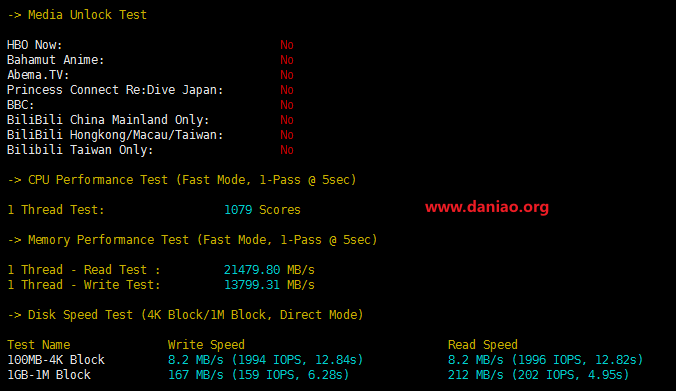 -> Media Unlock Test
HBO Now: No
Bahamut Anime: No
Abema.TV: No
Princess Connect Re:Dive Japan: No
BBC: No
BiliBili China Mainland Only: No
BiliBili Hongkong/Macau/Taiwan: No
Bilibili Taiwan Only: No
-> CPU Performance Test (Fast Mode, 1-Pass @ 5sec)
1 Thread Test: 1079 Scores
www.daniao.org
-> Memory Performance Test (Fast Mode, 1-Pass @ 5sec)
1 Thread - Read Test : 21479.80 MB/s
1 Thread - Write Test: 13799.31 MB/s
-> Disk Speed Test (4K Block/1M Block, Direct Mode)
Test Name Write Speed Read Speed
100MB-4K Block 8.2 MB/s (1994 IOPS, 12.84s) 8.2 MB/s (1996 IOPS, 12.82s)
1GB-1M Block 167 MB/s (159 IOPS, 6.28s) 212 MB/s (202 IOPS, 4.95s)